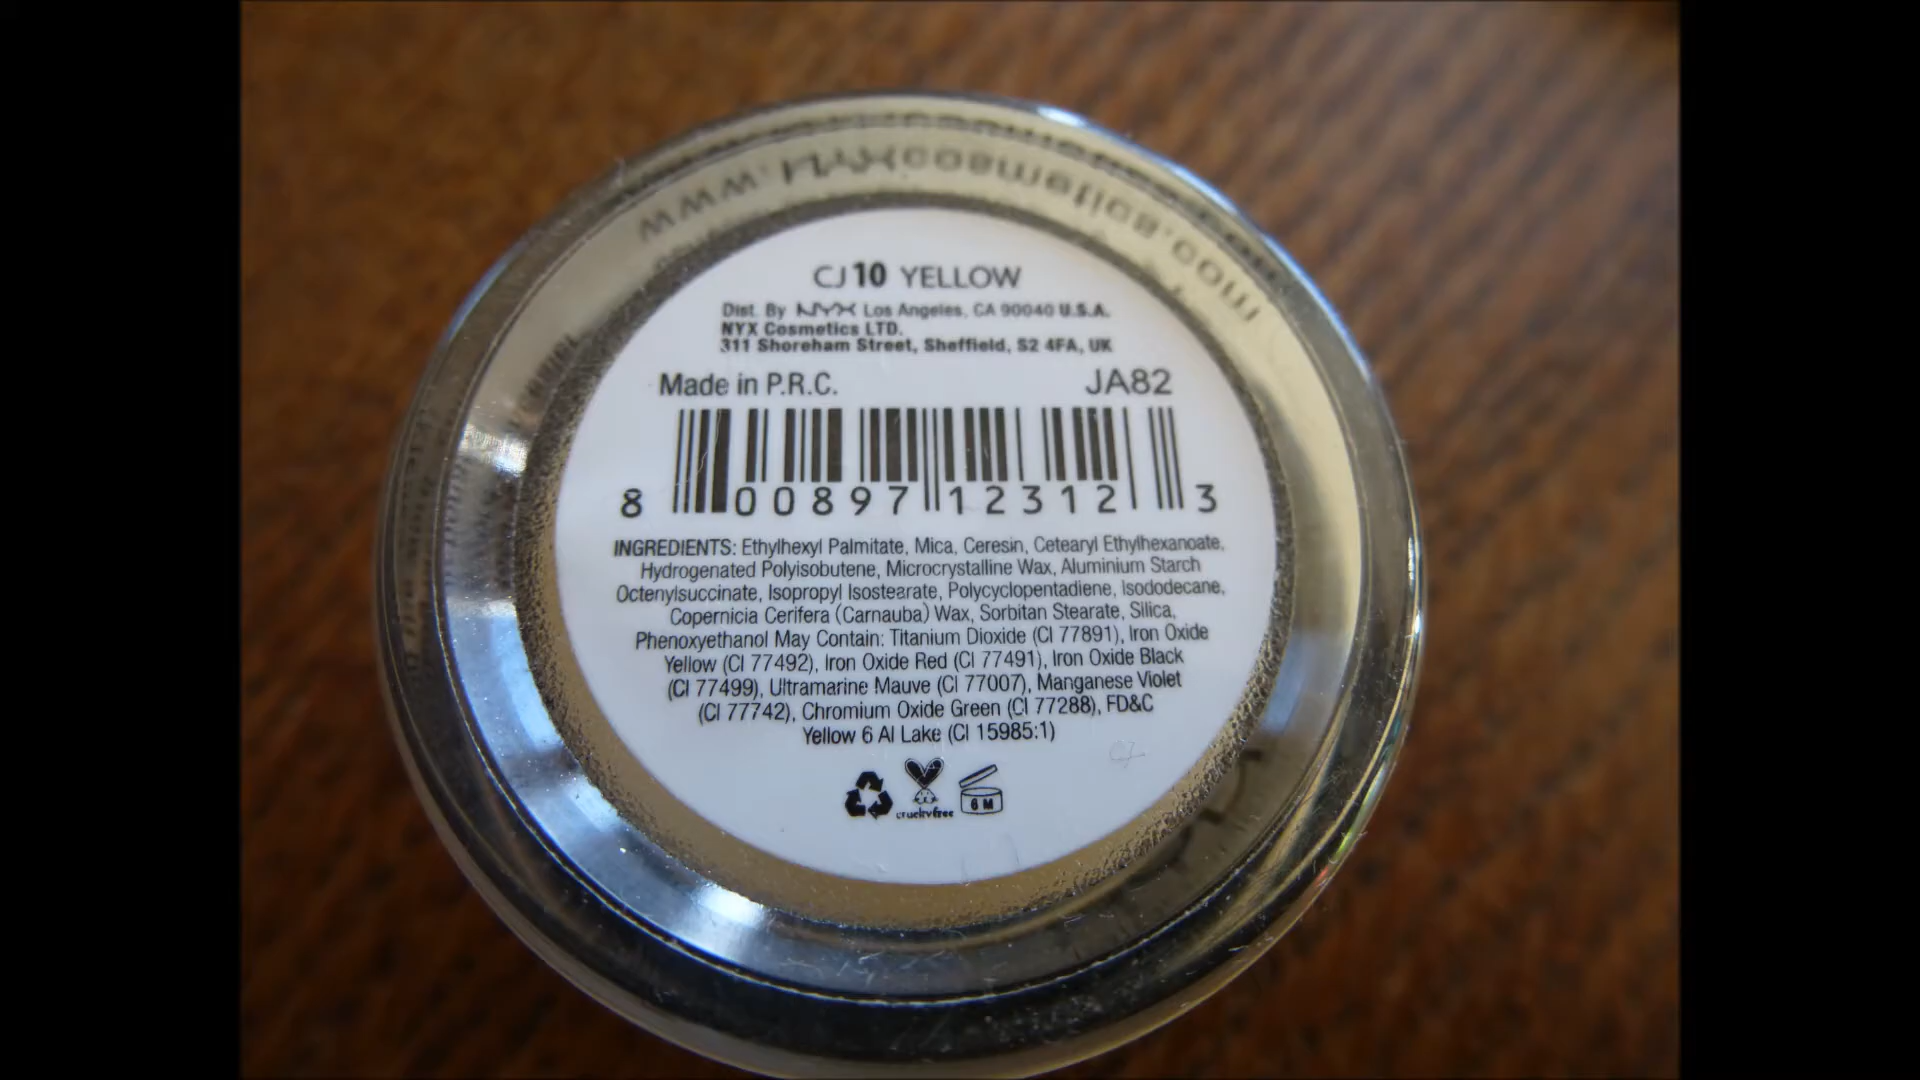 www.NYXcosmetics.com
CJ10 YELLOW
Dist. By NYX Los Angeles, CA 90040 U.S.A.
NYX Cosmetics LTD.
311 Shoreham Street, Sheffield, S2 4FA, UK
Made in P.R.C. JA82
8 00897 12312 3
INGREDIENTS: Ethylhexyl Palmitate, Mica, Ceresin, Cetearyl Ethylhexanoate,
Hydrogenated Polyisobutene, Microcrystalline Wax, Aluminium Starch
Octenylsuccinate, Isopropyl Isostearate, Polycyclopentadiene, Isododecane,
Copernicia Cerifera (Carnauba) Wax, Sorbitan Stearate, Silica,
Phenoxyethanol May Contain: Titanium Dioxide (CI 77891), Iron Oxide
Yellow (CI 77492), Iron Oxide Red (CI 77491), Iron Oxide Black
(CI 77499), Ultramarine Mauve (CI 77007), Manganese Violet
(CI 77742), Chromium Oxide Green (CI 77288), FD&C
Yellow 6 Al Lake (CI 15985:1)
crueltyfree
6 M